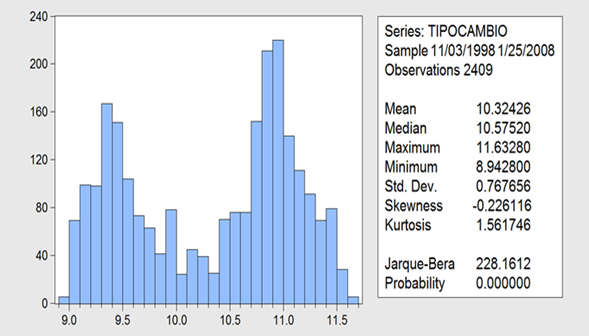 240
200
160
120
80
40
0
9.0 9.5 10.0 10.5 11.0 11.5
Series: TIPOCAMBIO
Sample 11/03/1998 1/25/2008
Observations 2409
Mean 10.32426
Median 10.57520
Maximum 11.63280
Minimum 8.942800
Std. Dev. 0.767656
Skewness -0.226116
Kurtosis 1.561746
Jarque-Bera 228.1612
Probability 0.000000